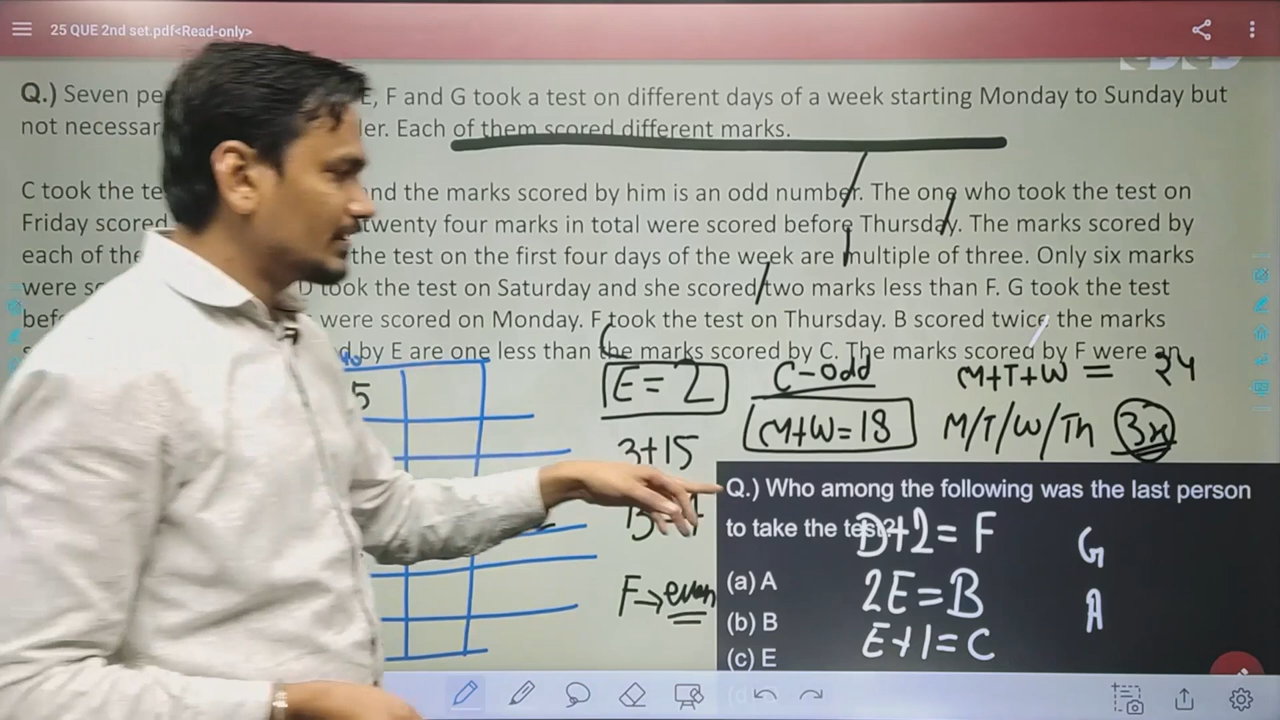 25 QUE 2nd set.pdf<Read-only>
Q.) Seven pe E, F and G took a test on different days of a week starting Monday to Sunday but
not necessar er. Each of them scored different marks.
C took the te nd the marks scored by him is an odd number. The one who took the test on
Friday scored twenty four marks in total were scored before Thursday. The marks scored by
each of the the test on the first four days of the week are multiple of three. Only six marks
were sc D took the test on Saturday and she scored two marks less than F. G took the test
bef were scored on Monday. F took the test on Thursday. B scored twice the marks
d by E are one less than the marks scored by C. The marks scored by F were an
5
E = 2
C-odd
M+T+W = 24
M+W=18
M/T/W/Th 3x
3+15
Q.) Who among the following was the last person
to take the test?
D+2=F
G
F→even
(a) A
2E=B
A
(b) B
E+1=C
(c) E